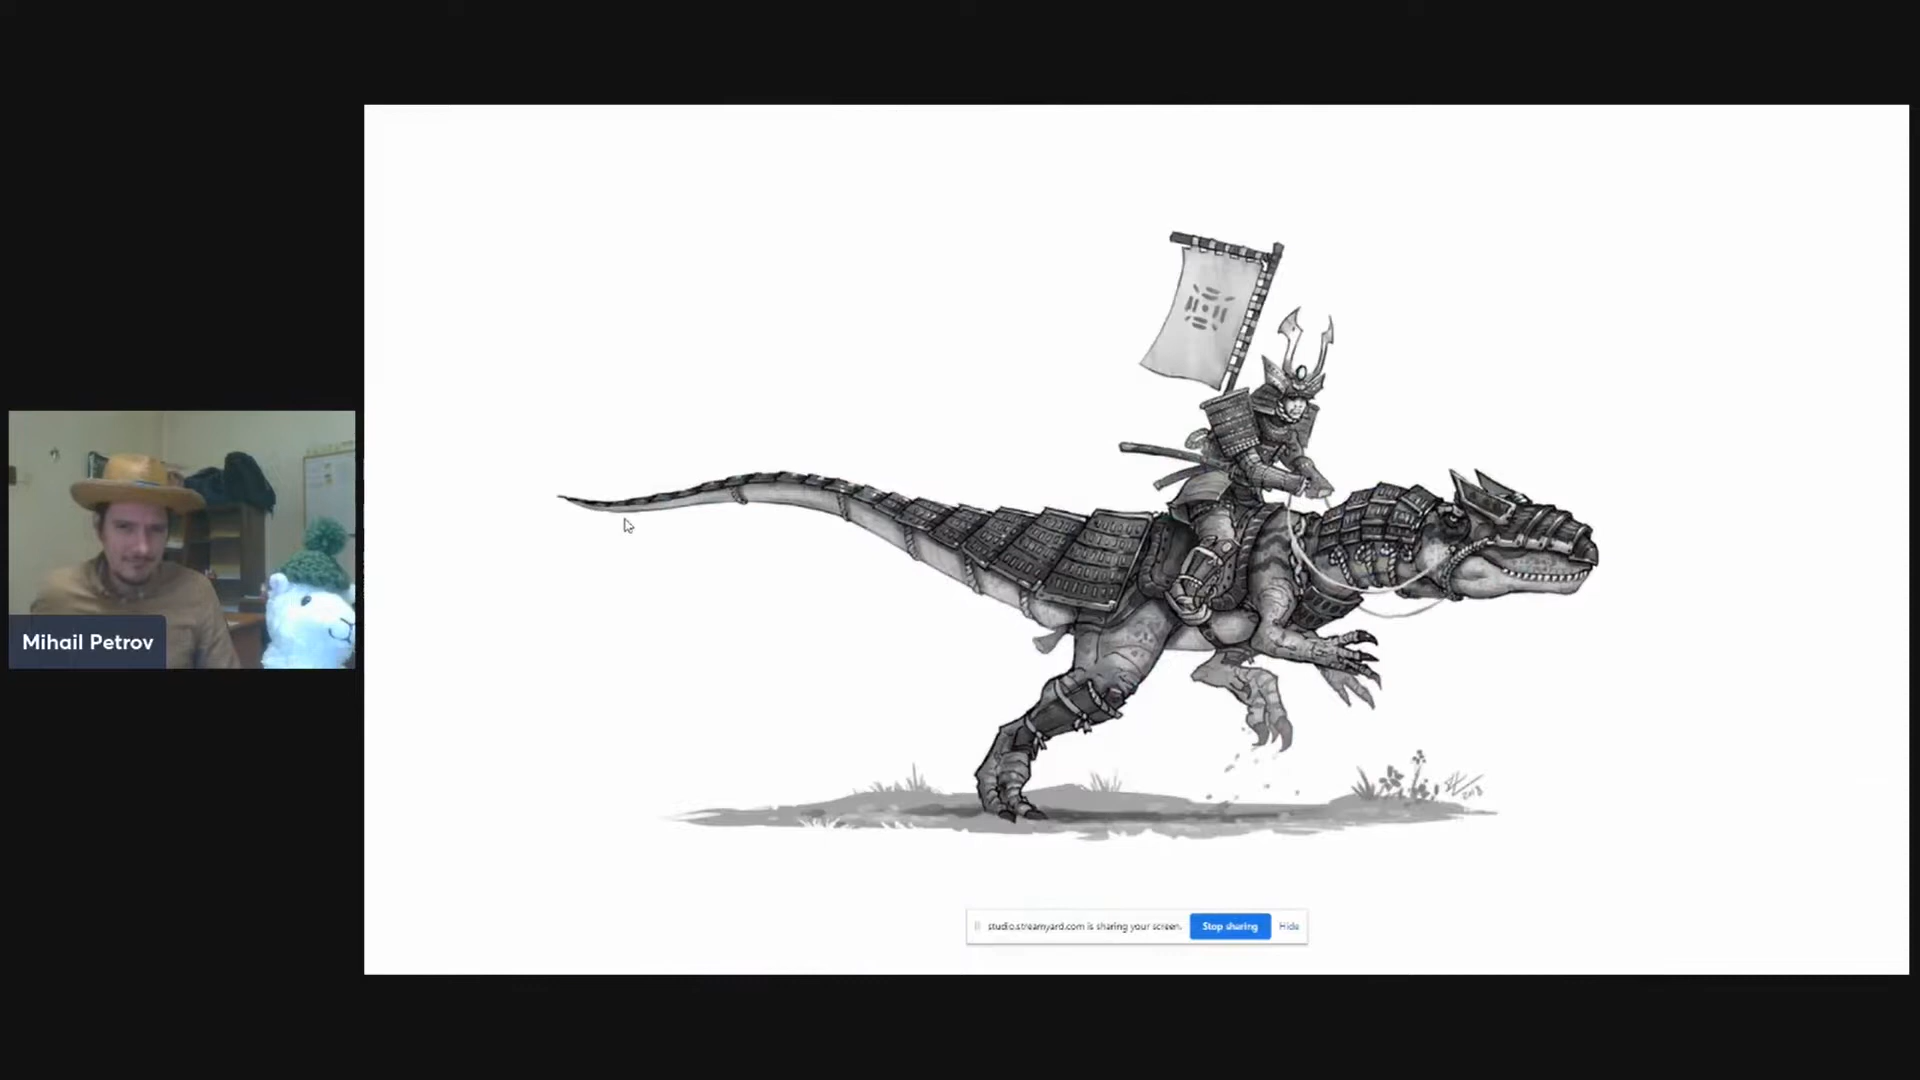 Mihail Petrov
studio.streamyard.com is sharing your screen.
Stop sharing
Hide